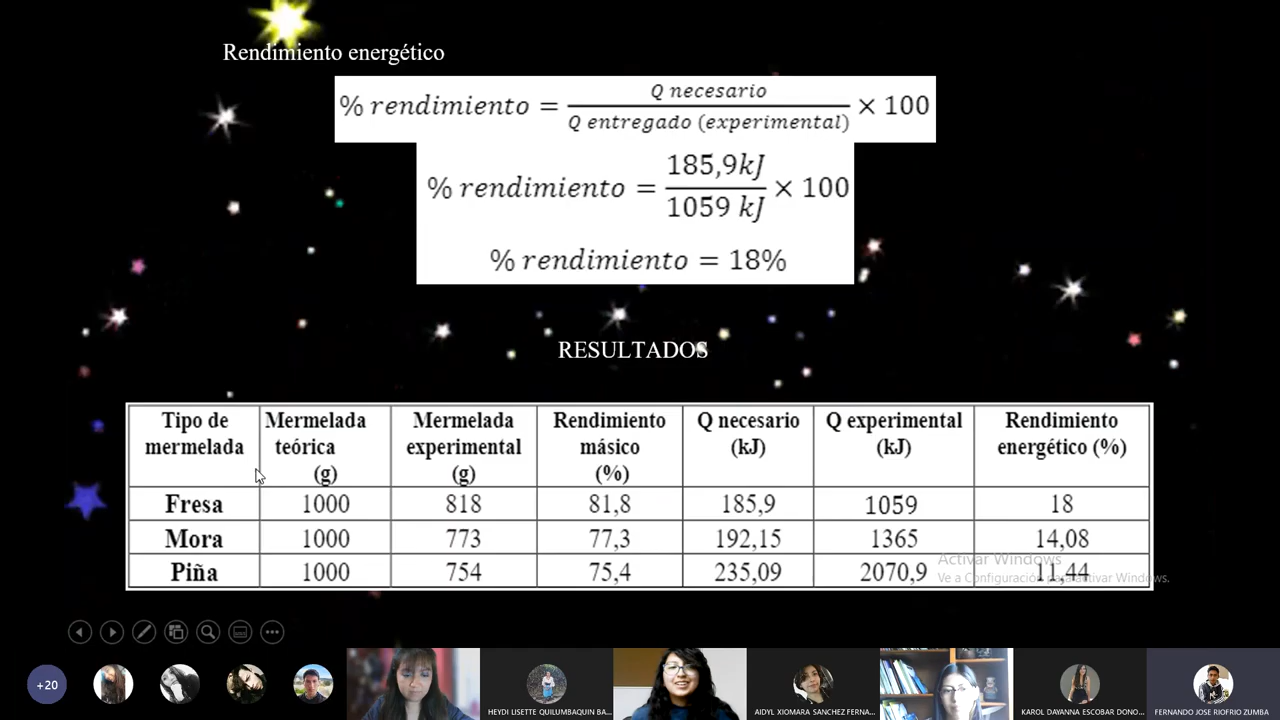 Rendimiento energético
% rendimiento = Q necesario / Q entregado (experimental) × 100
% rendimiento = 185,9kJ / 1059 kJ × 100
% rendimiento = 18%
RESULTADOS
Tipo de mermelada | Mermelada teórica (g) | Mermelada experimental (g) | Rendimiento másico (%) | Q necesario (kJ) | Q experimental (kJ) | Rendimiento energético (%)
Fresa | 1000 | 818 | 81,8 | 185,9 | 1059 | 18
Mora | 1000 | 773 | 77,3 | 192,15 | 1365 | 14,08
Piña | 1000 | 754 | 75,4 | 235,09 | 2070,9 | 11,44
Activar Windows
Ve a Configuración para activar Windows.
+20
HEYDI LISETTE QUILUMBAQUIN BA...
AIDYL XIOMARA SANCHEZ FERNA...
KAROL DAYANNA ESCOBAR DONO...
FERNANDO JOSE RIOFRIO ZUMBA